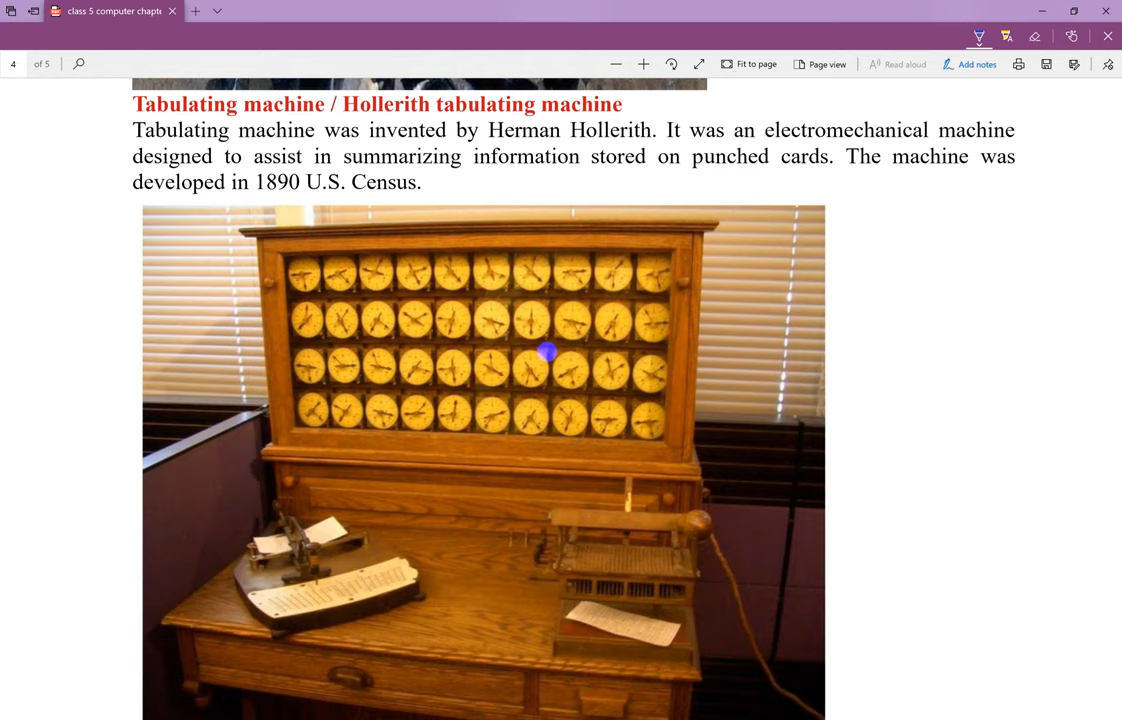 class 5 computer chapte
4 of 5 Fit to page Page view Read aloud Add notes
Tabulating machine / Hollerith tabulating machine
Tabulating machine was invented by Herman Hollerith. It was an electromechanical machine
designed to assist in summarizing information stored on punched cards. The machine was
developed in 1890 U.S. Census.